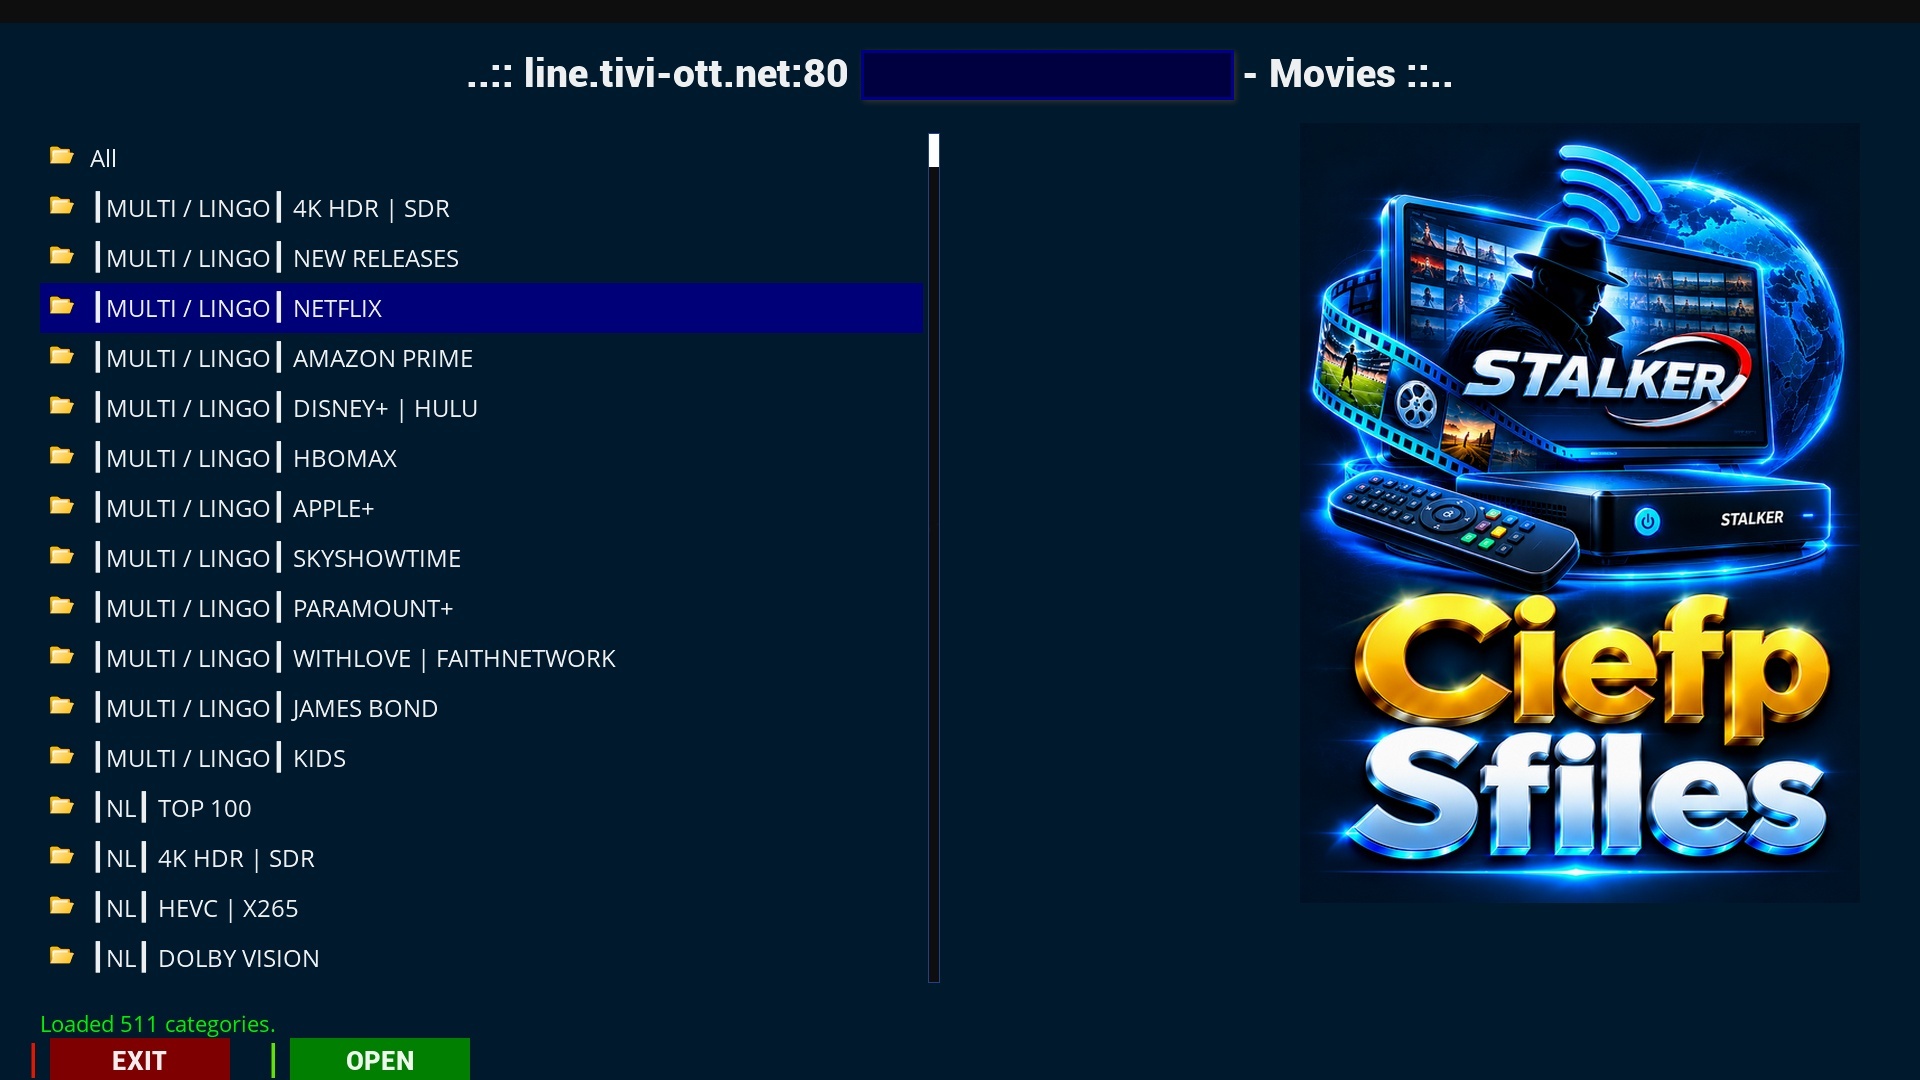 ..:: line.tivi-ott.net:80 - Movies ::..
All
┃MULTI / LINGO┃ 4K HDR | SDR
┃MULTI / LINGO┃ NEW RELEASES
┃MULTI / LINGO┃ NETFLIX
┃MULTI / LINGO┃ AMAZON PRIME
┃MULTI / LINGO┃ DISNEY+ | HULU
┃MULTI / LINGO┃ HBOMAX
┃MULTI / LINGO┃ APPLE+
┃MULTI / LINGO┃ SKYSHOWTIME
┃MULTI / LINGO┃ PARAMOUNT+
┃MULTI / LINGO┃ WITHLOVE | FAITHNETWORK
┃MULTI / LINGO┃ JAMES BOND
┃MULTI / LINGO┃ KIDS
┃NL┃ TOP 100
┃NL┃ 4K HDR | SDR
┃NL┃ HEVC | X265
┃NL┃ DOLBY VISION
STALKER
STALKER
Ciefp
Sfiles
Loaded 511 categories.
EXIT
OPEN